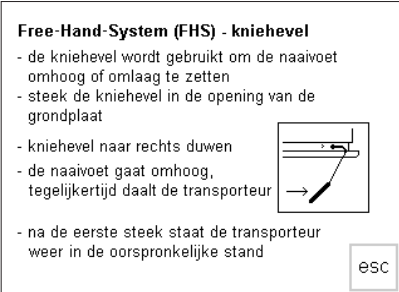 Free-Hand-System (FHS) - kniehevel
- de kniehevel wordt gebruikt om de naaivoet
omhoog of omlaag te zetten
- steek de kniehevel in de opening van de
grondplaat
- kniehevel naar rechts duwen
- de naaivoet gaat omhoog,
tegelijkertijd daalt de transporteur
- na de eerste steek staat de transporteur
weer in de oorspronkelijke stand
esc